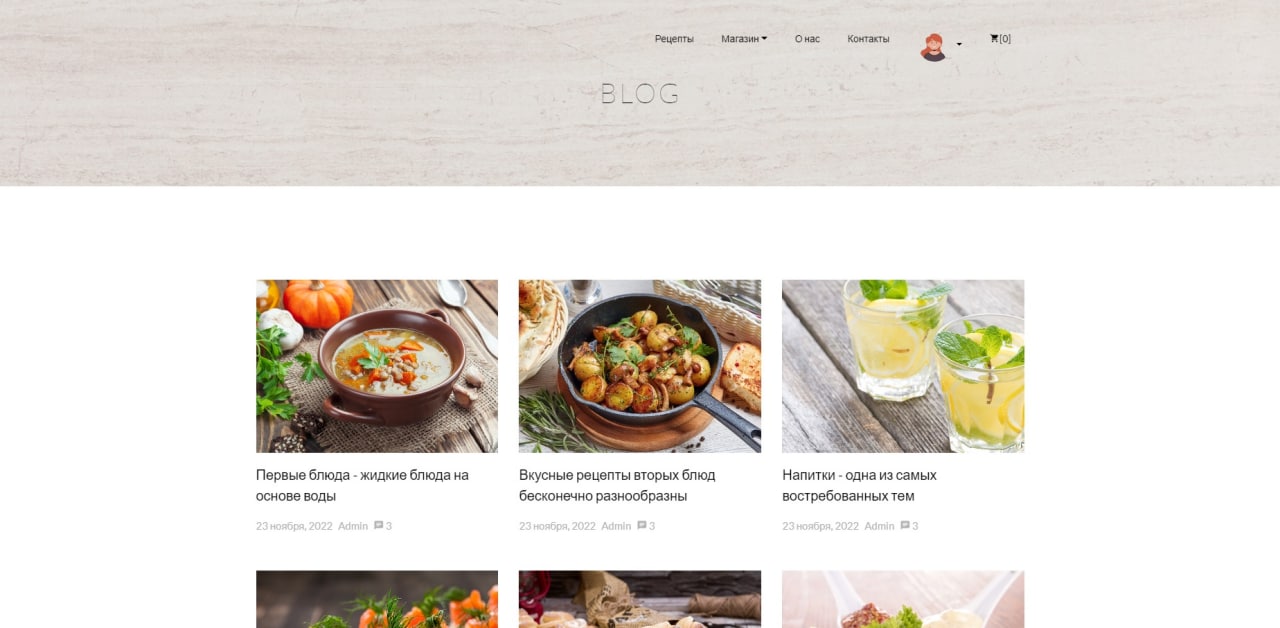 Рецепты Магазин О нас Контакты [0]
BLOG
Первые блюда - жидкие блюда на
основе воды
23 ноября, 2022 Admin 3
Вкусные рецепты вторых блюд
бесконечно разнообразны
23 ноября, 2022 Admin 3
Напитки - одна из самых
востребованных тем
23 ноября, 2022 Admin 3